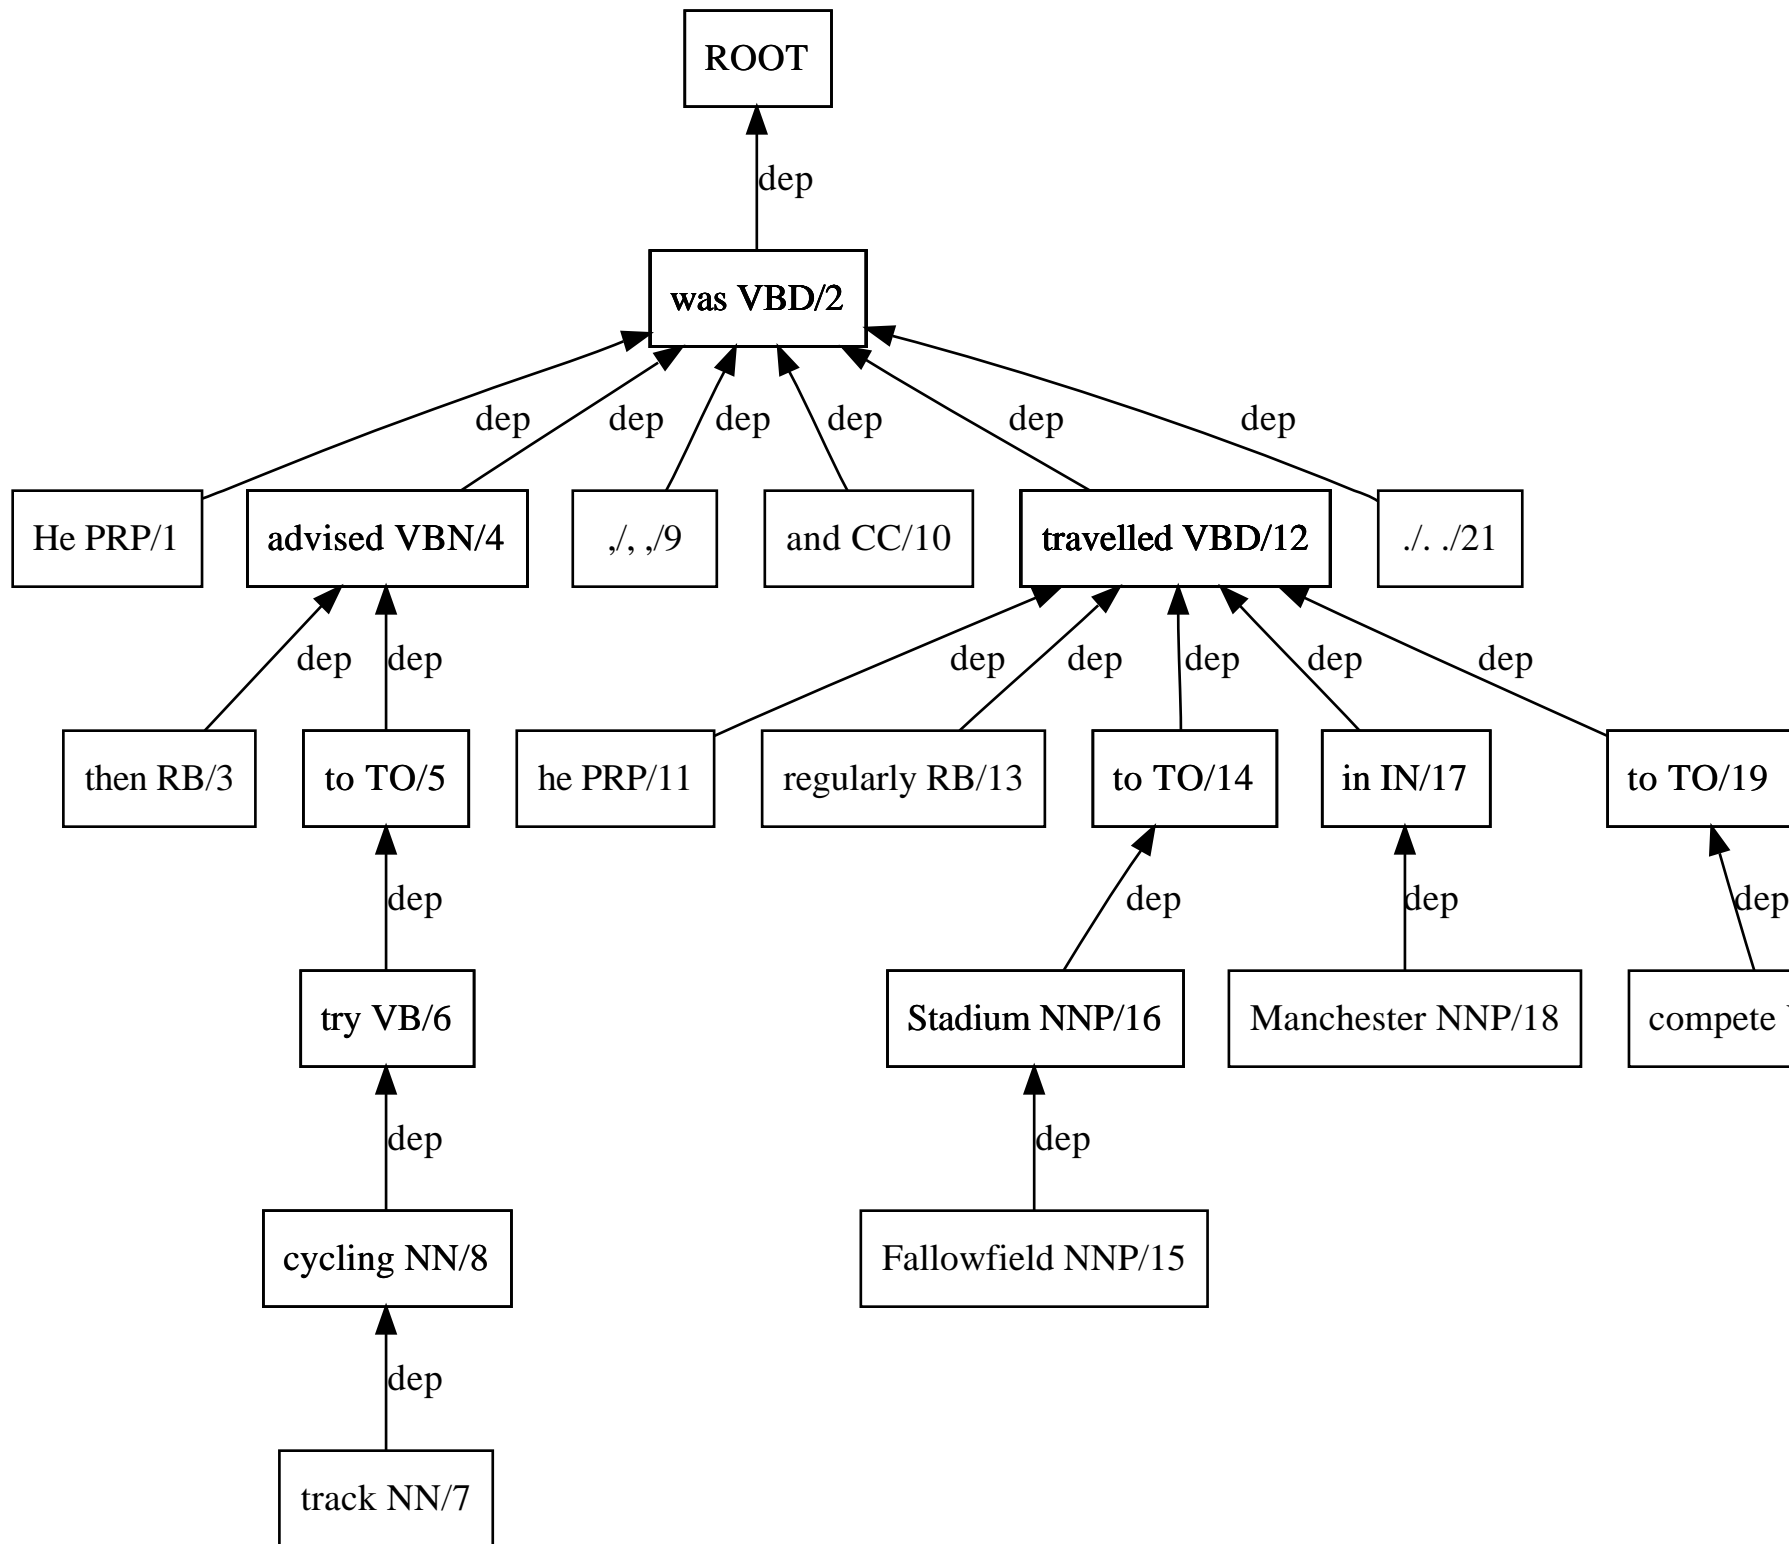 ROOT
dep
was VBD/2
dep dep dep dep dep dep
He PRP/1 advised VBN/4 ,/, ,/9 and CC/10 travelled VBD/12 ./. ./21
dep dep dep dep dep dep dep
then RB/3 to TO/5 he PRP/11 regularly RB/13 to TO/14 in IN/17 to TO/19
dep dep dep dep
try VB/6 Stadium NNP/16 Manchester NNP/18 compete
dep dep
cycling NN/8 Fallowfield NNP/15
dep
track NN/7